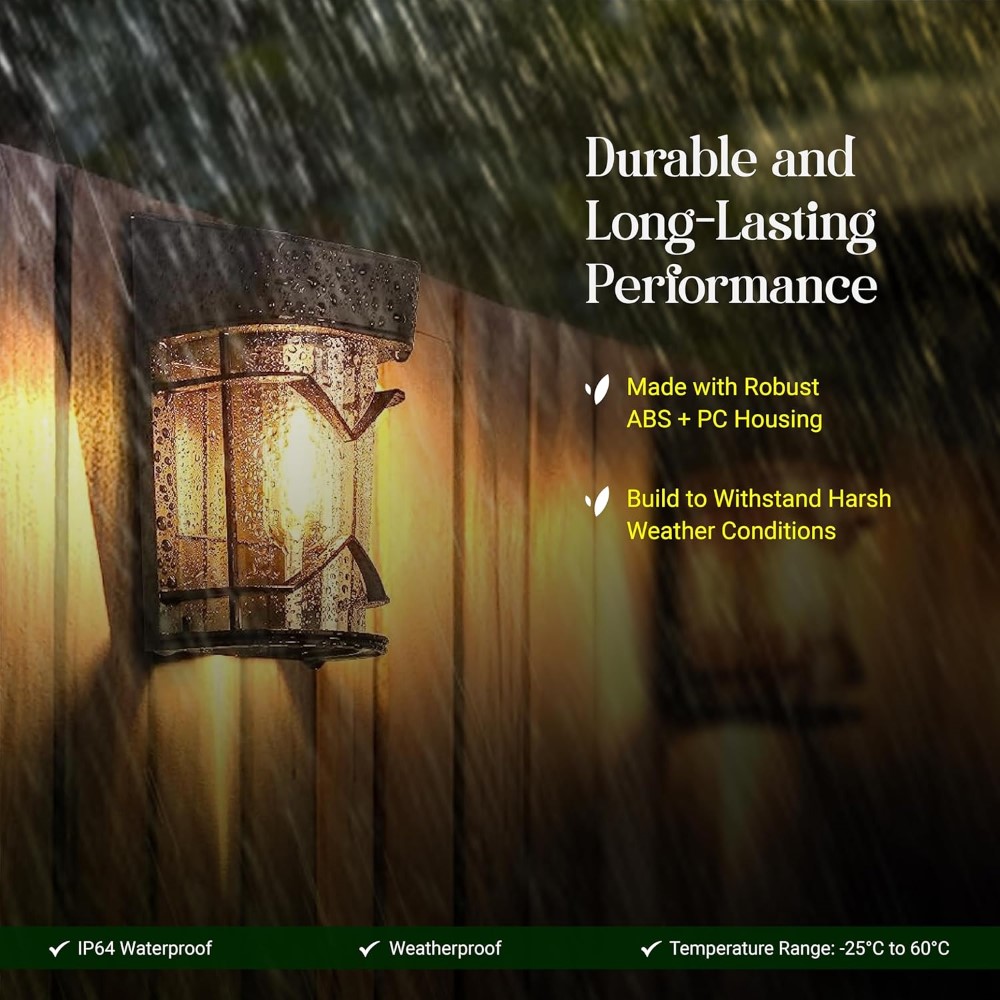 Durable and
Long-Lasting
Performance
Made with Robust
ABS + PC Housing
Build to Withstand Harsh
Weather Conditions
IP64 Waterproof
Weatherproof
Temperature Range: -25°C to 60°C